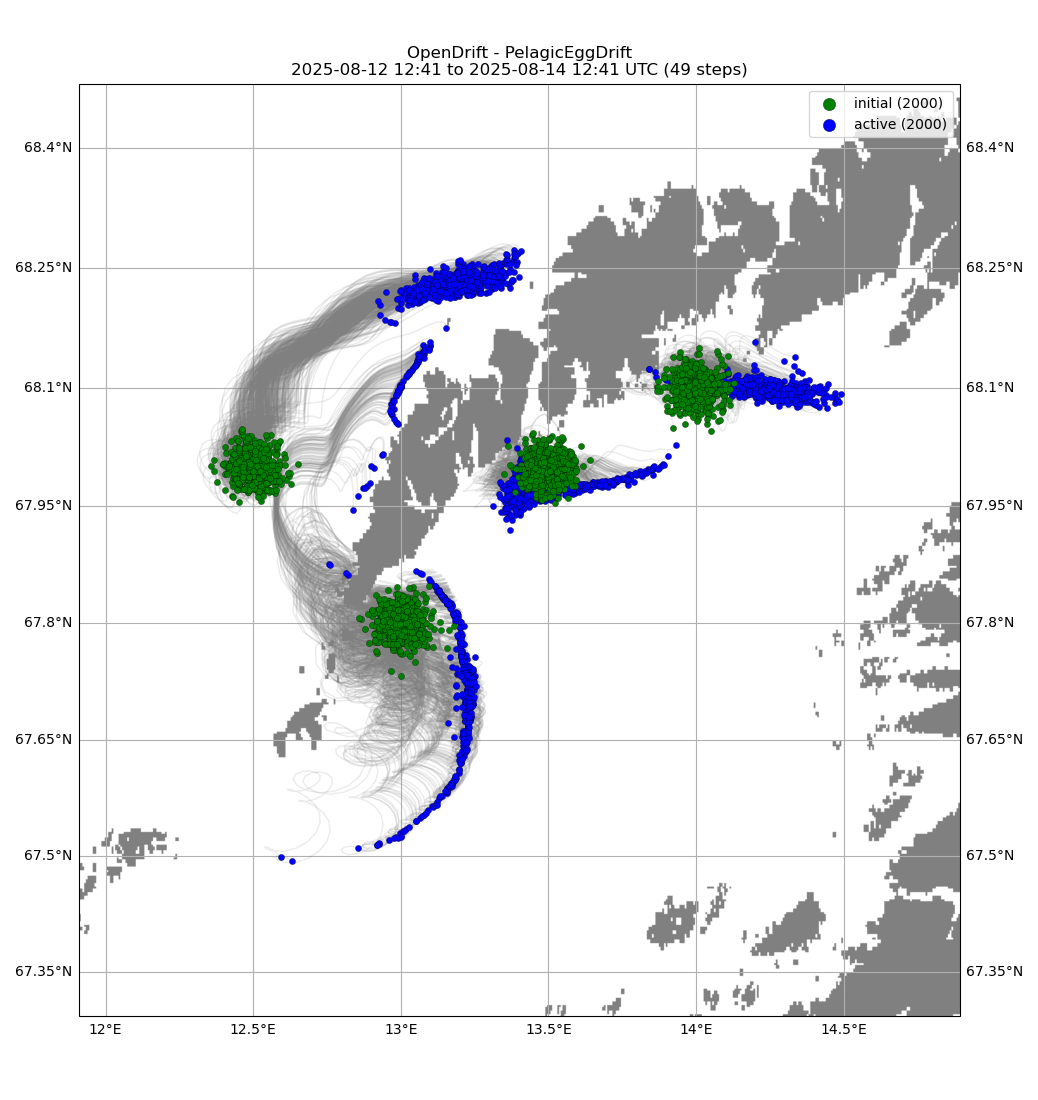 OpenDrift - PelagicEggDrift
2025-08-12 12:41 to 2025-08-14 12:41 UTC (49 steps)
initial (2000)
active (2000)
68.4°N
68.4°N
68.25°N
68.25°N
68.1°N
68.1°N
67.95°N
67.95°N
67.8°N
67.8°N
67.65°N
67.65°N
67.5°N
67.5°N
67.35°N
67.35°N
12°E
12.5°E
13°E
13.5°E
14°E
14.5°E